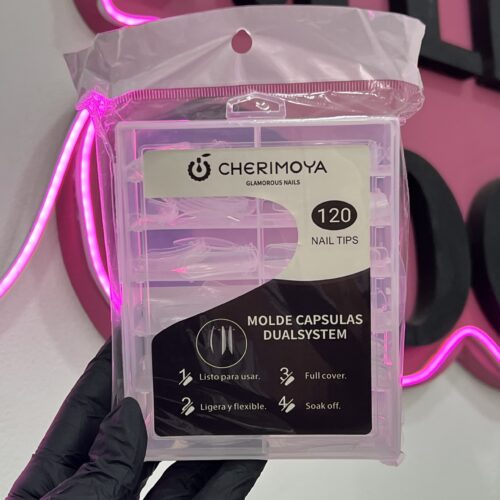 CHERIMOYA
GLAMOROUS NAILS
120
NAIL TIPS
MOLDE CAPSULAS
DUALSYSTEM
1 Listo para usar.
2 Ligera y flexible.
3 Full cover.
4 Soak off.